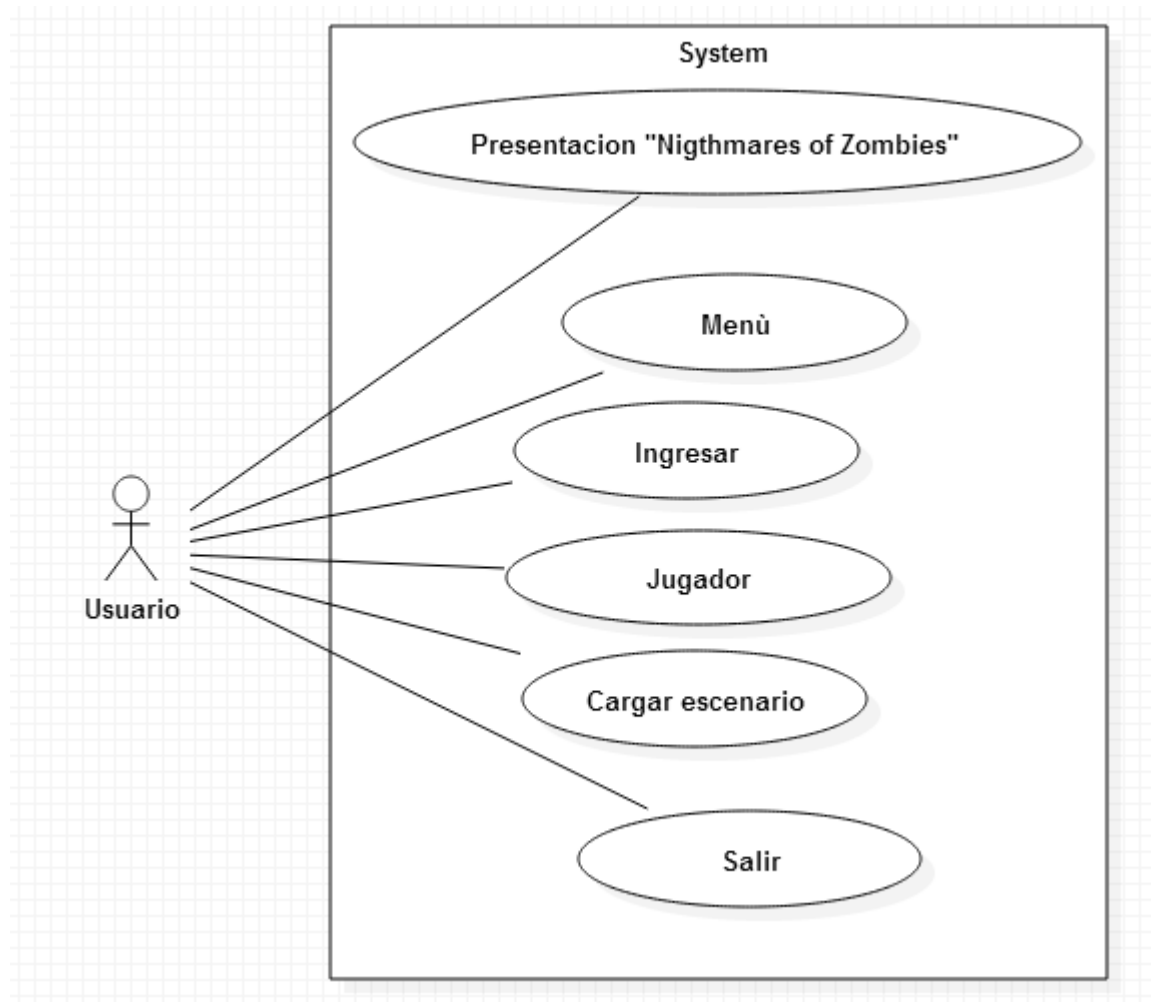 System
Presentacion "Nigthmares of Zombies"
Menù
Ingresar
Jugador
Usuario
Cargar escenario
Salir